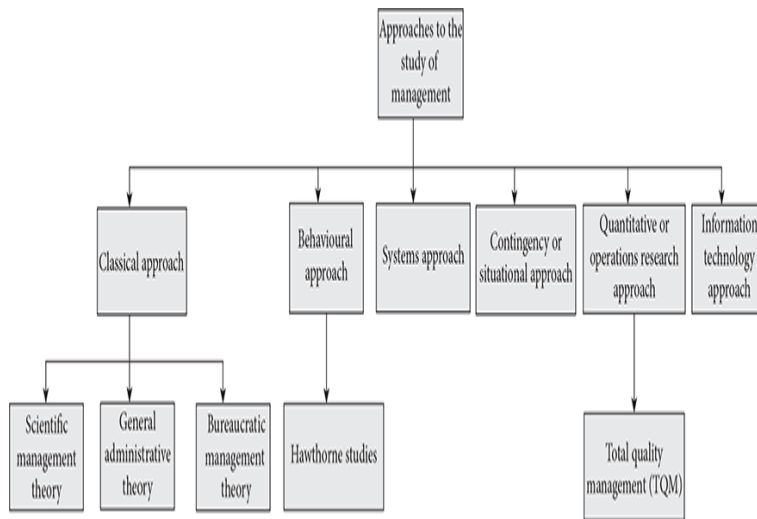 Approaches to the
study of
management
Classical approach
Behavioural
approach
Systems approach
Contingency or
situational approach
Quantitative or
operations research
approach
Information
technology
approach
Scientific
management
theory
General
administrative
theory
Bureaucratic
management
theory
Hawthorne studies
Total quality
management (TQM)